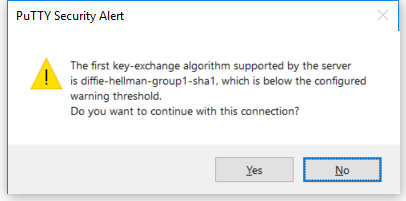 PuTTY Security Alert
The first key-exchange algorithm supported by the server
is diffie-hellman-group1-sha1, which is below the configured
warning threshold.
Do you want to continue with this connection?
Yes
No